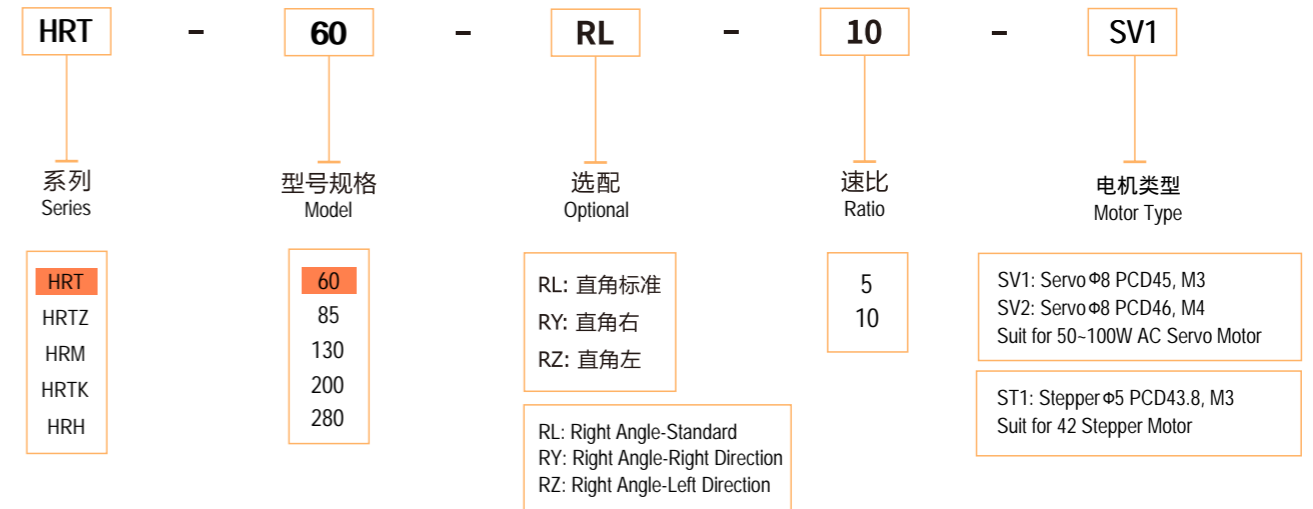 HRT - 60 - RL - 10 - SV1
系列
Series
型号规格
Model
选配
Optional
速比
Ratio
电机类型
Motor Type
HRT
HRTZ
HRM
HRTK
HRH
60
85
130
200
280
RL: 直角标准
RY: 直角右
RZ: 直角左
RL: Right Angle-Standard
RY: Right Angle-Right Direction
RZ: Right Angle-Left Direction
5
10
SV1: Servo Φ8 PCD45, M3
SV2: Servo Φ8 PCD46, M4
Suit for 50~100W AC Servo Motor
ST1: Stepper Φ5 PCD43.8, M3
Suit for 42 Stepper Motor